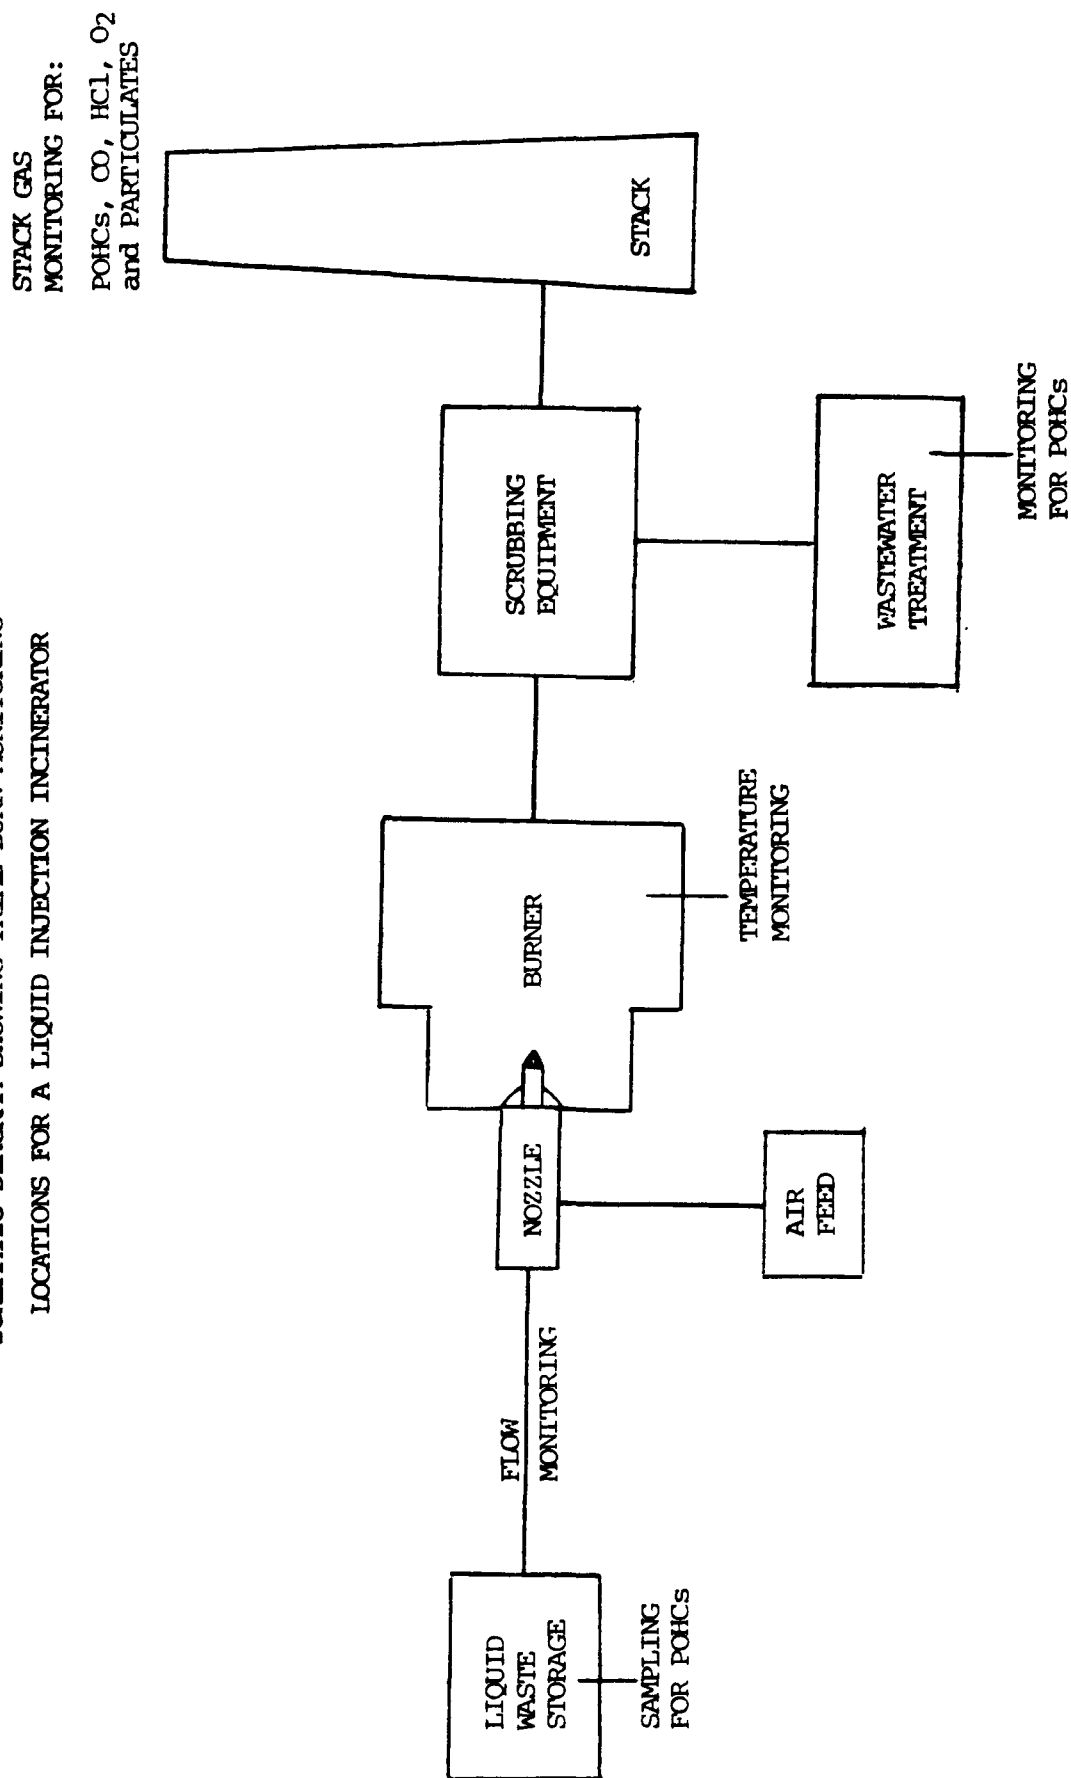 LOCATIONS FOR A LIQUID INJECTION INCINERATOR
STACK GAS
MONITORING FOR:
POHCs, CO, HCl, O2
and PARTICULATES
LIQUID
WASTE
STORAGE
SAMPLING
FOR POHCs
FLOW
MONITORING
NOZZLE
AIR
FEED
BURNER
TEMPERATURE
MONITORING
SCRUBBING
EQUIPMENT
WASTEWATER
TREATMENT
MONITORING
FOR POHCs
STACK